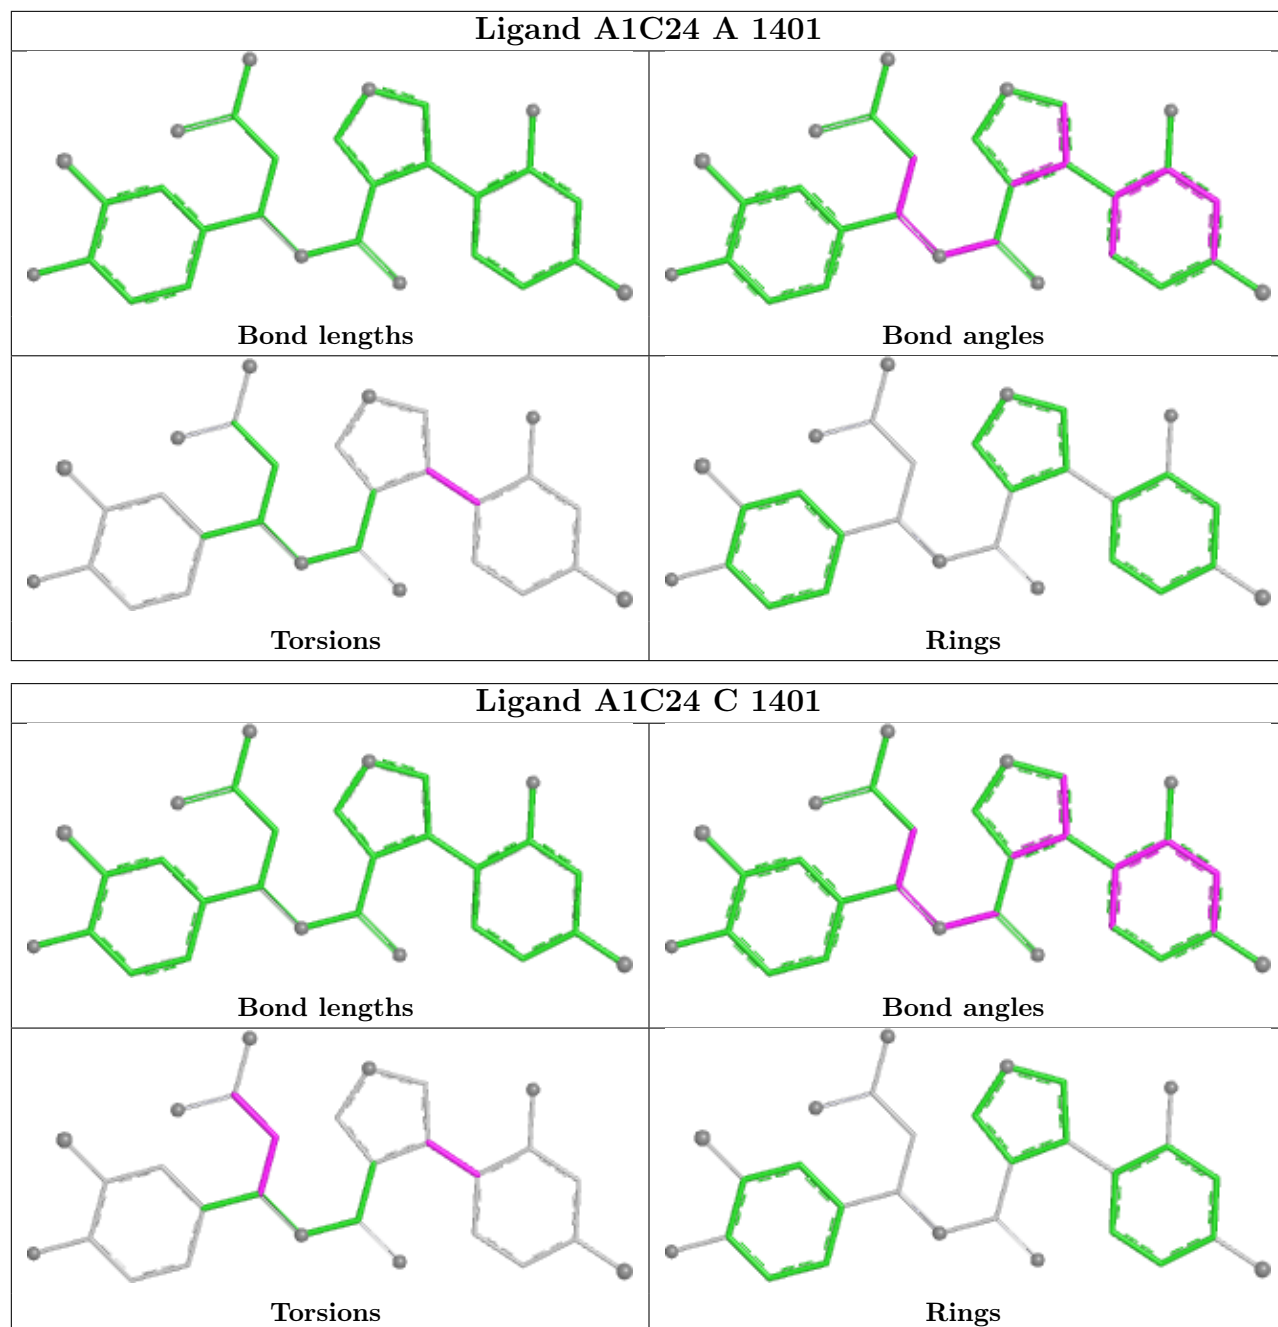 Ligand A1C24 A 1401
Bond lengths
Bond angles
Torsions
Rings
Ligand A1C24 C 1401
Bond lengths
Bond angles
Torsions
Rings